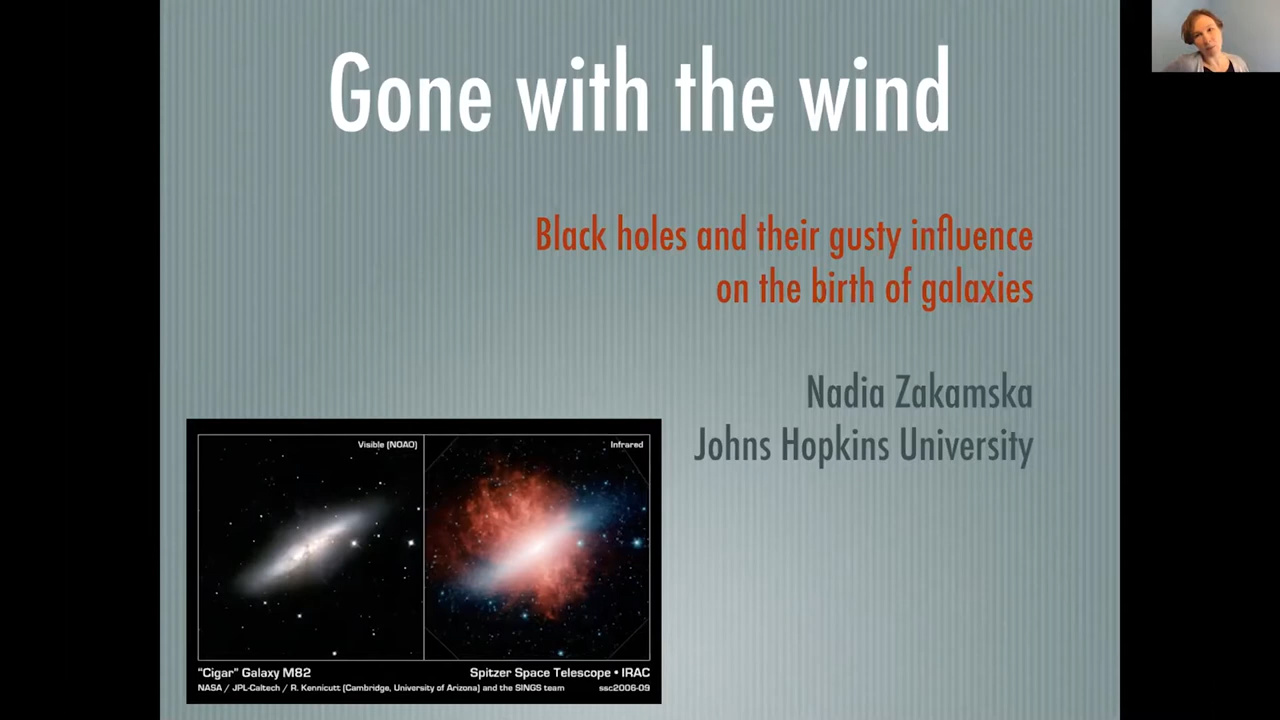 Gone with the wind
Black holes and their gusty influence
on the birth of galaxies
Nadia Zakamska
Johns Hopkins University
Visible (NOAO)
Infrared
“Cigar” Galaxy M82
Spitzer Space Telescope • IRAC
NASA / JPL-Caltech / R. Kennicutt (Cambridge, University of Arizona) and the SINGS team
ssc2006-09